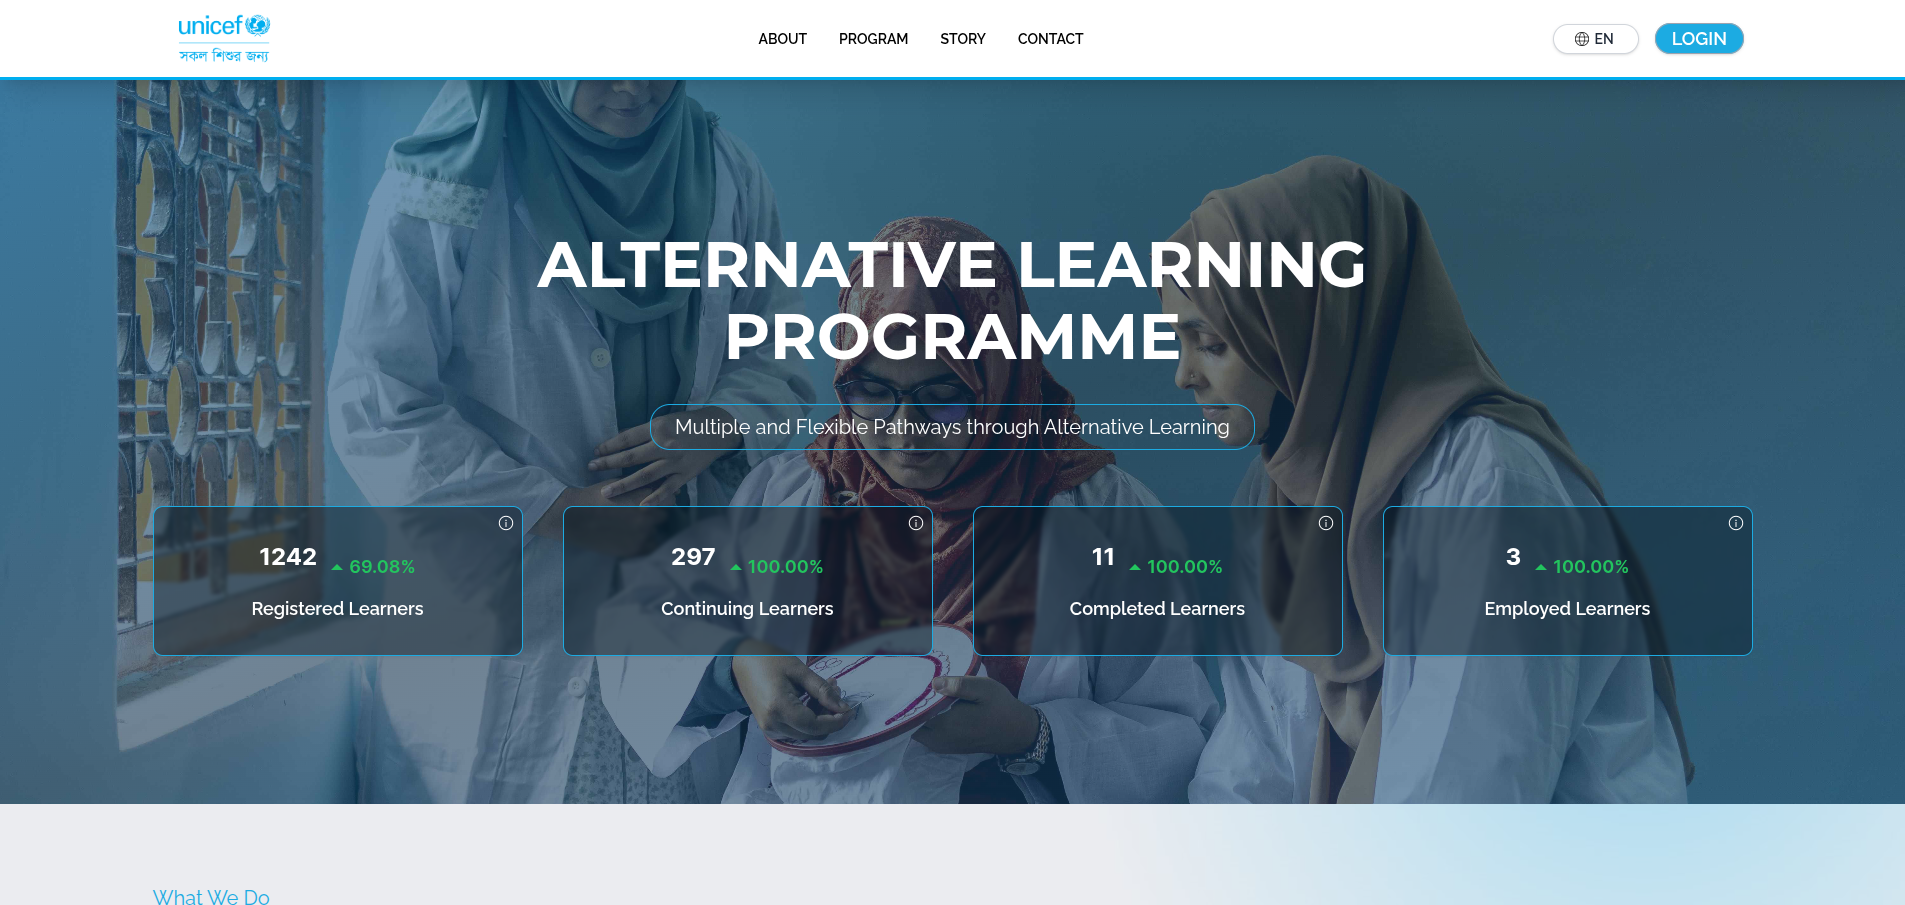 unicef
সকল শিশুর জন্য
ABOUT PROGRAM STORY CONTACT
EN LOGIN
ALTERNATIVE LEARNING
PROGRAMME
Multiple and Flexible Pathways through Alternative Learning
1242 69.08%
Registered Learners
297 100.00%
Continuing Learners
11 100.00%
Completed Learners
3 100.00%
Employed Learners
What We Do